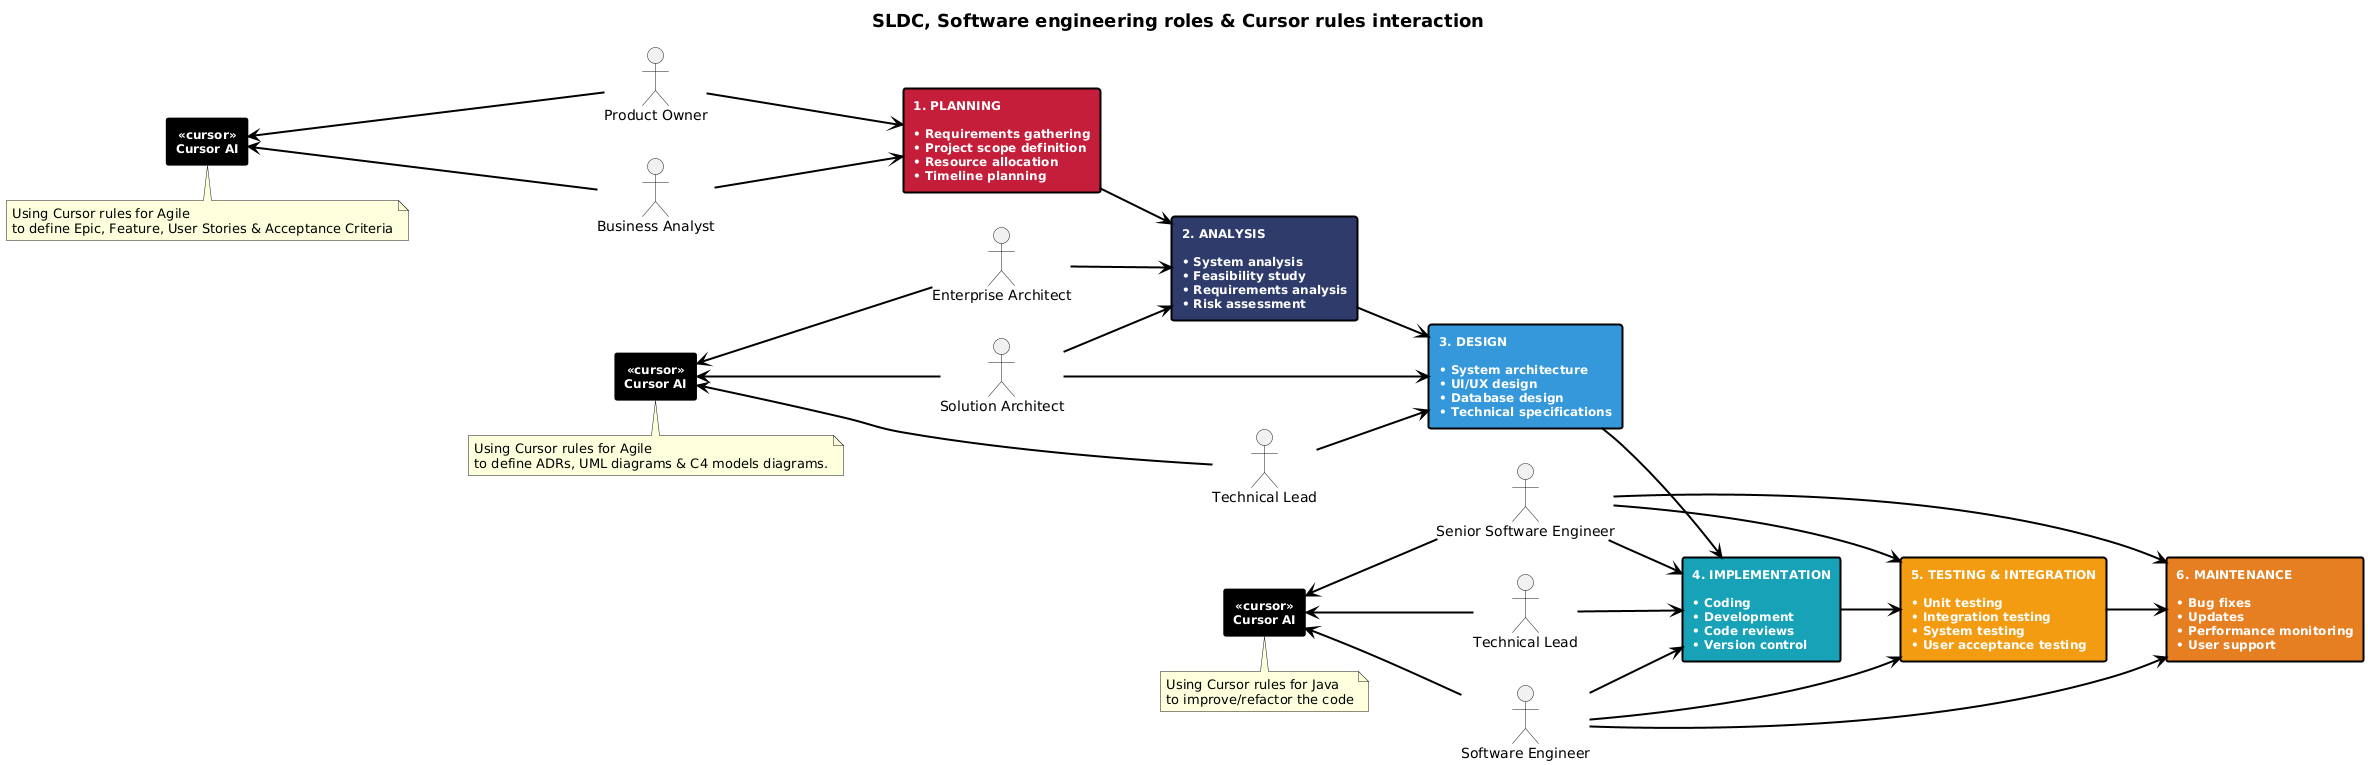 SLDC, Software engineering roles & Cursor rules interaction
Product Owner
«cursor»
Cursor AI
Using Cursor rules for Agile
to define Epic, Feature, User Stories & Acceptance Criteria
Business Analyst
1. PLANNING
• Requirements gathering
• Project scope definition
• Resource allocation
• Timeline planning
Enterprise Architect
2. ANALYSIS
• System analysis
• Feasibility study
• Requirements analysis
• Risk assessment
«cursor»
Cursor AI
Using Cursor rules for Agile
to define ADRs, UML diagrams & C4 models diagrams.
Solution Architect
3. DESIGN
• System architecture
• UI/UX design
• Database design
• Technical specifications
Technical Lead
Senior Software Engineer
«cursor»
Cursor AI
Using Cursor rules for Java
to improve/refactor the code
Technical Lead
Software Engineer
4. IMPLEMENTATION
• Coding
• Development
• Code reviews
• Version control
5. TESTING & INTEGRATION
• Unit testing
• Integration testing
• System testing
• User acceptance testing
6. MAINTENANCE
• Bug fixes
• Updates
• Performance monitoring
• User support